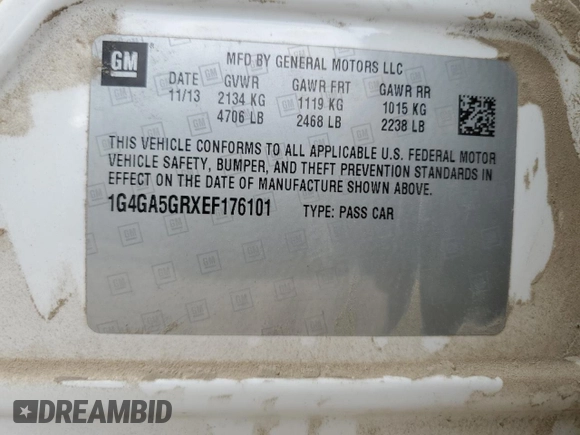 GM
MFD BY GENERAL MOTORS LLC
DATE GVWR GAWR FRT GAWR RR
11/13 2134 KG 1119 KG 1015 KG
4706 LB 2468 LB 2238 LB
THIS VEHICLE CONFORMS TO ALL APPLICABLE U.S. FEDERAL MOTOR
VEHICLE SAFETY, BUMPER, AND THEFT PREVENTION STANDARDS IN
EFFECT ON THE DATE OF MANUFACTURE SHOWN ABOVE.
1G4GA5GRXEF176101 TYPE: PASS CAR
DREAMBID